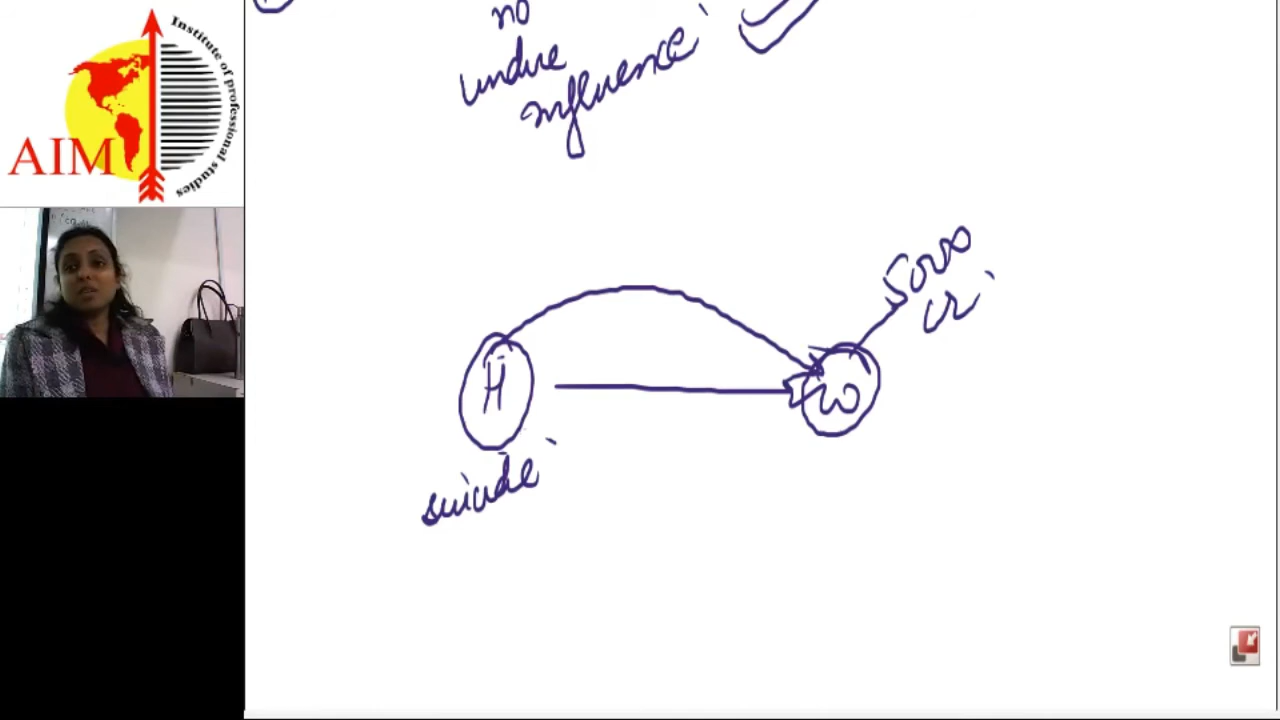 Institute of professional studies
AIM
no
undue
influence
5000
cr
H
W
suicide